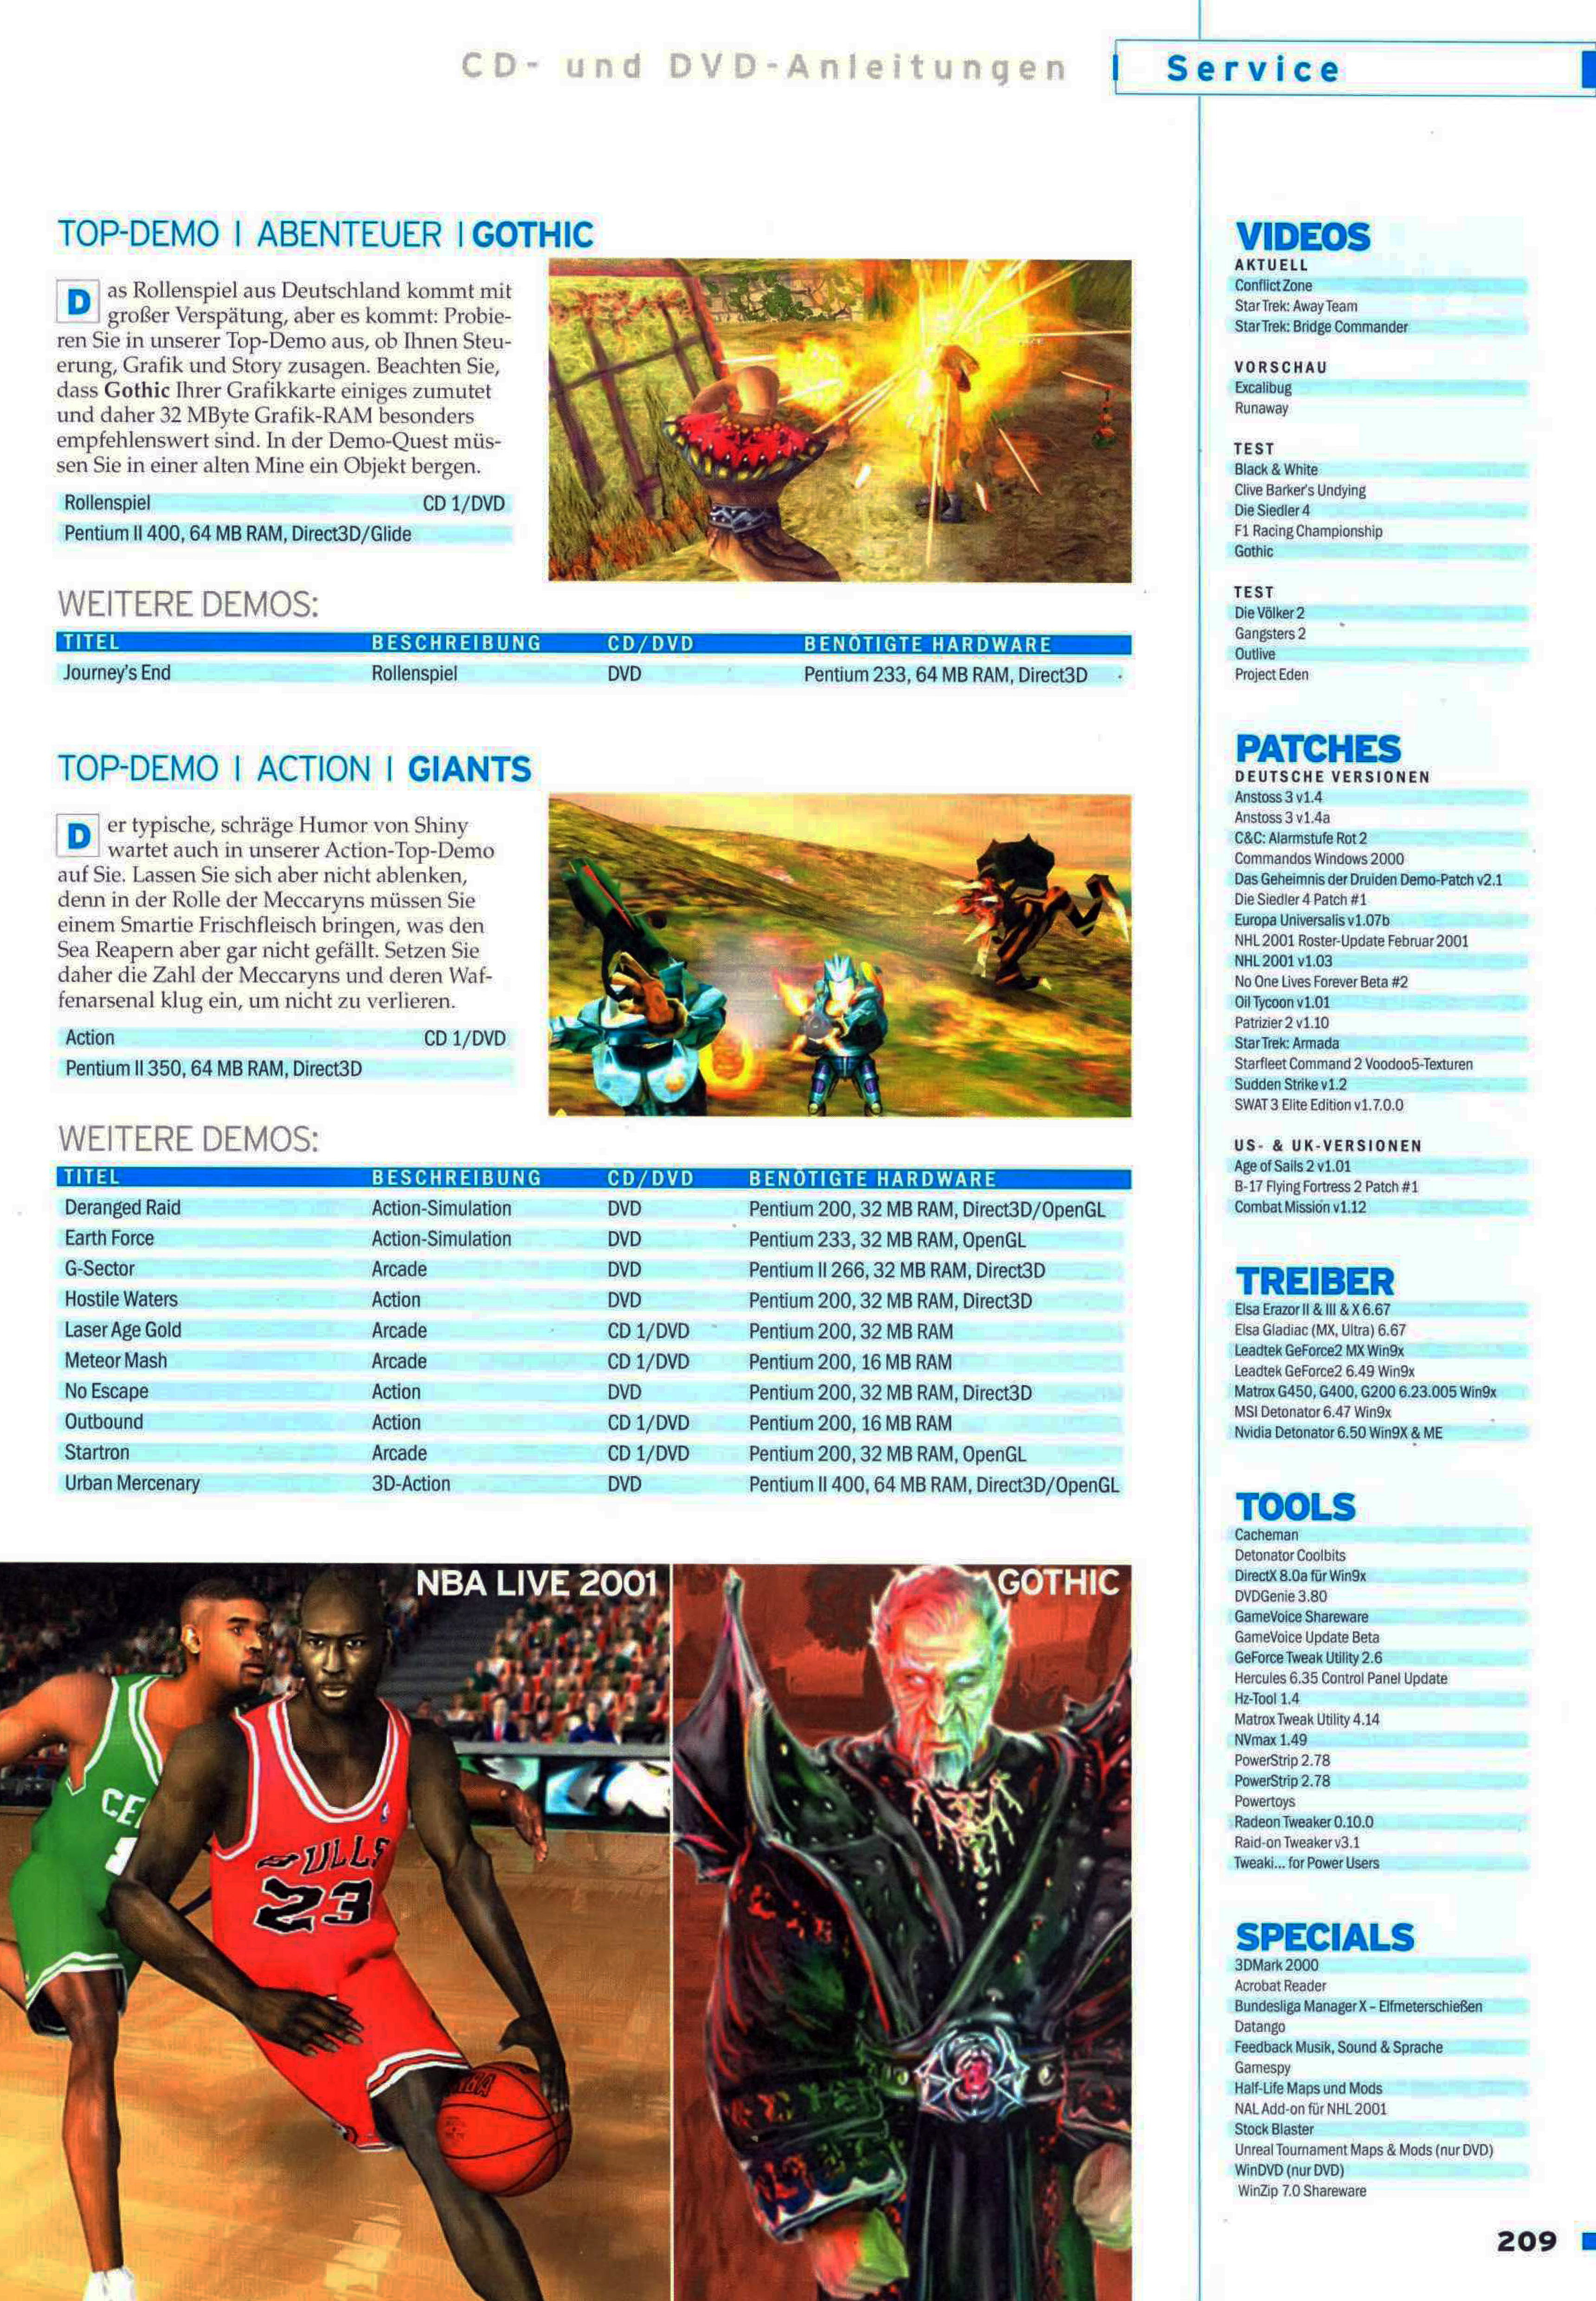 CD- und DVD-Anleitungen
Service
TOP-DEMO | ABENTEUER | GOTHIC
Das Rollenspiel aus Deutschland kommt mit
großer Verspätung, aber es kommt: Probie-
ren Sie in unserer Top-Demo aus, ob Ihnen Steu-
erung, Grafik und Story zusagen. Beachten Sie,
dass Gothic Ihrer Grafikkarte einiges zumutet
und daher 32 MByte Grafik-RAM besonders
empfehlenswert sind. In der Demo-Quest müs-
sen Sie in einer alten Mine ein Objekt bergen.
Rollenspiel CD 1/DVD
Pentium II 400, 64 MB RAM, Direct3D/Glide
WEITERE DEMOS:
TITEL BESCHREIBUNG CD/DVD BENÖTIGTE HARDWARE
Journey's End Rollenspiel DVD Pentium 233, 64 MB RAM, Direct3D
TOP-DEMO | ACTION | GIANTS
Der typische, schräge Humor von Shiny
wartet auch in unserer Action-Top-Demo
auf Sie. Lassen Sie sich aber nicht ablenken,
denn in der Rolle der Meccaryns müssen Sie
einem Smartie Frischfleisch bringen, was den
Sea Reapern aber gar nicht gefällt. Setzen Sie
daher die Zahl der Meccaryns und deren Waf-
fenarsenal klug ein, um nicht zu verlieren.
Action CD 1/DVD
Pentium II 350, 64 MB RAM, Direct3D
WEITERE DEMOS:
TITEL BESCHREIBUNG CD/DVD BENÖTIGTE HARDWARE
Deranged Raid Action-Simulation DVD Pentium 200, 32 MB RAM, Direct3D/OpenGL
Earth Force Action-Simulation DVD Pentium 233, 32 MB RAM, OpenGL
G-Sector Arcade DVD Pentium II 266, 32 MB RAM, Direct3D
Hostile Waters Action DVD Pentium 200, 32 MB RAM, Direct3D
Laser Age Gold Arcade CD 1/DVD Pentium 200, 32 MB RAM
Meteor Mash Arcade CD 1/DVD Pentium 200, 16 MB RAM
No Escape Action DVD Pentium 200, 32 MB RAM, Direct3D
Outbound Action CD 1/DVD Pentium 200, 16 MB RAM
Startron Arcade CD 1/DVD Pentium 200, 32 MB RAM, OpenGL
Urban Mercenary 3D-Action DVD Pentium II 400, 64 MB RAM, Direct3D/OpenGL
NBA LIVE 2001
CE
ULLS
23
GOTHIC
VIDEOS
AKTUELL
Conflict Zone
Star Trek: Away Team
Star Trek: Bridge Commander
VORSCHAU
Excalibug
Runaway
TEST
Black & White
Clive Barker's Undying
Die Siedler 4
F1 Racing Championship
Gothic
TEST
Die Völker 2
Gangsters 2
Outlive
Project Eden
PATCHES
DEUTSCHE VERSIONEN
Anstoss 3 v1.4
Anstoss 3 v1.4a
C&C: Alarmstufe Rot 2
Commandos Windows 2000
Das Geheimnis der Druiden Demo-Patch v2.1
Die Siedler 4 Patch #1
Europa Universalis v1.07b
NHL 2001 Roster-Update Februar 2001
NHL 2001 v1.03
No One Lives Forever Beta #2
Oil Tycoon v1.01
Patrizier 2 v1.10
Star Trek: Armada
Starfleet Command 2 Voodoo5-Texturen
Sudden Strike v1.2
SWAT 3 Elite Edition v1.7.0.0
US- & UK-VERSIONEN
Age of Sails 2 v1.01
B-17 Flying Fortress 2 Patch #1
Combat Mission v1.12
TREIBER
Elsa Erazor II & III & X 6.67
Elsa Gladiac (MX, Ultra) 6.67
Leadtek GeForce2 MX Win9x
Leadtek GeForce2 6.49 Win9x
Matrox G450, G400, G200 6.23.005 Win9x
MSI Detonator 6.47 Win9x
Nvidia Detonator 6.50 Win9X & ME
TOOLS
Cacheman
Detonator Coolbits
DirectX 8.0a für Win9x
DVDGenie 3.80
GameVoice Shareware
GameVoice Update Beta
GeForce Tweak Utility 2.6
Hercules 6.35 Control Panel Update
Hz-Tool 1.4
Matrox Tweak Utility 4.14
NVmax 1.49
PowerStrip 2.78
PowerStrip 2.78
Powertoys
Radeon Tweaker 0.10.0
Raid-on Tweaker v3.1
Tweaki... for Power Users
SPECIALS
3DMark 2000
Acrobat Reader
Bundesliga Manager X - Elfmeterschießen
Datango
Feedback Musik, Sound & Sprache
Gamespy
Half-Life Maps und Mods
NAL Add-on für NHL 2001
Stock Blaster
Unreal Tournament Maps & Mods (nur DVD)
WinDVD (nur DVD)
WinZip 7.0 Shareware
209